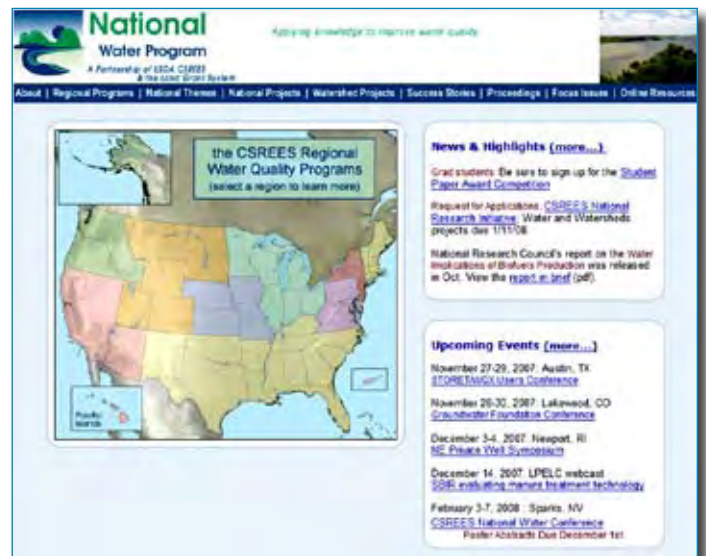 National
Water Program
A Partnership of USDA CSREES
& the Land Grant System
Applying knowledge to improve water quality
About | Regional Programs | National Themes | National Projects | Watershed Projects | Success Stories | Proceedings | Focus Issues | Online Resources
the CSREES Regional
Water Quality Programs
(select a region to learn more)
Pacific
Islands
News & Highlights (more...)
Grad students: Be sure to sign up for the Student
Paper Award Competition
Request for Applications: CSREES National
Research Initiative: Water and Watersheds
projects due 1/11/08.
National Research Council's report on the Water
Implications of Biofuels Production was released
in Oct. View the report in brief (pdf).
Upcoming Events (more...)
November 27-29, 2007: Austin, TX
STORET/WQX Users Conference
November 28-30, 2007: Lakewood, CO
Groundwater Foundation Conference
December 3-4, 2007: Newport, RI
NE Private Well Symposium
December 14, 2007: LPELC webcast
SBIR evaluating manure treatment technology
February 3-7, 2008: Sparks, NV
CSREES National Water Conference
Poster Abstracts Due December 1st